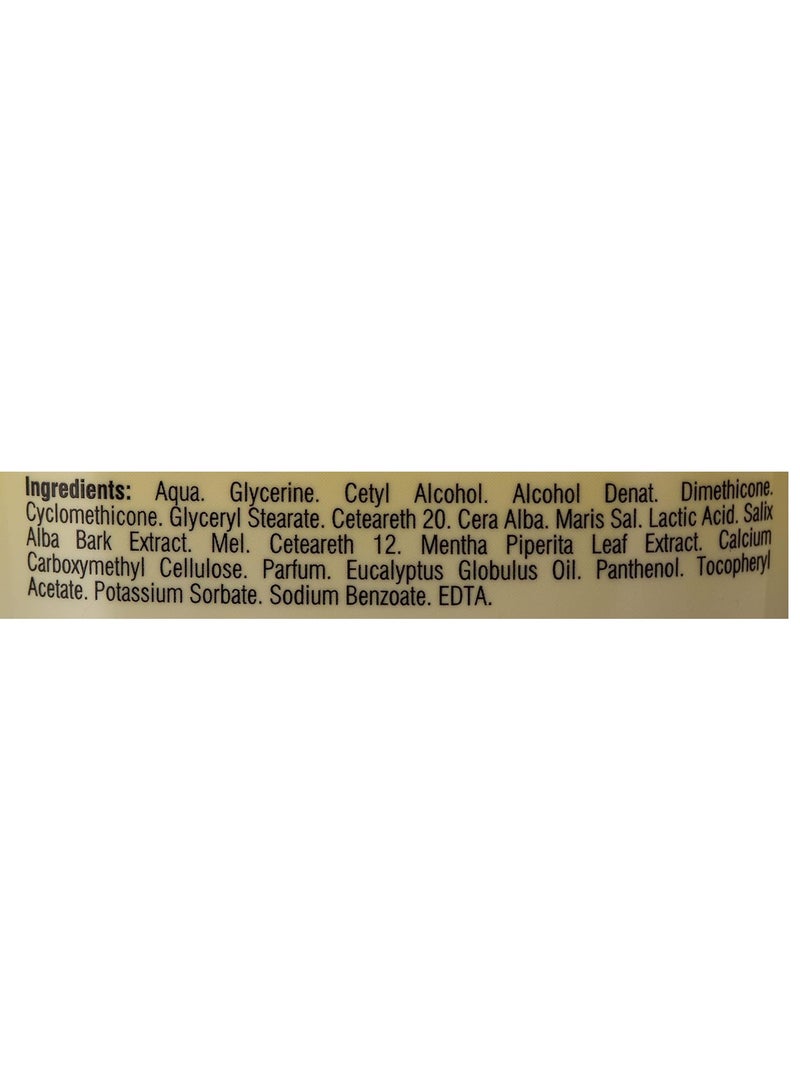 Ingredients: Aqua. Glycerine. Cetyl Alcohol. Alcohol Denat. Dimethicone.
Cyclomethicone. Glyceryl Stearate. Ceteareth 20. Cera Alba. Maris Sal. Lactic Acid. Salix
Alba Bark Extract. Mel. Ceteareth 12. Mentha Piperita Leaf Extract. Calcium
Carboxymethyl Cellulose. Parfum. Eucalyptus Globulus Oil. Panthenol. Tocopheryl
Acetate. Potassium Sorbate. Sodium Benzoate. EDTA.